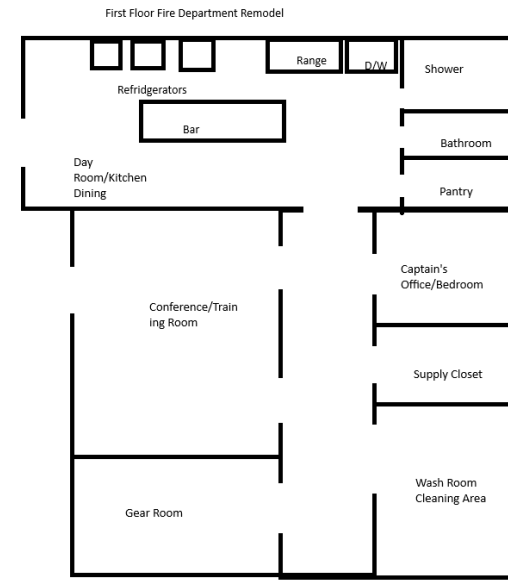 First Floor Fire Department Remodel
Range
D/W
Shower
Refridgerators
Bar
Bathroom
Day
Room/Kitchen
Dining
Pantry
Captain's
Office/Bedroom
Conference/Train
ing Room
Supply Closet
Wash Room
Cleaning Area
Gear Room